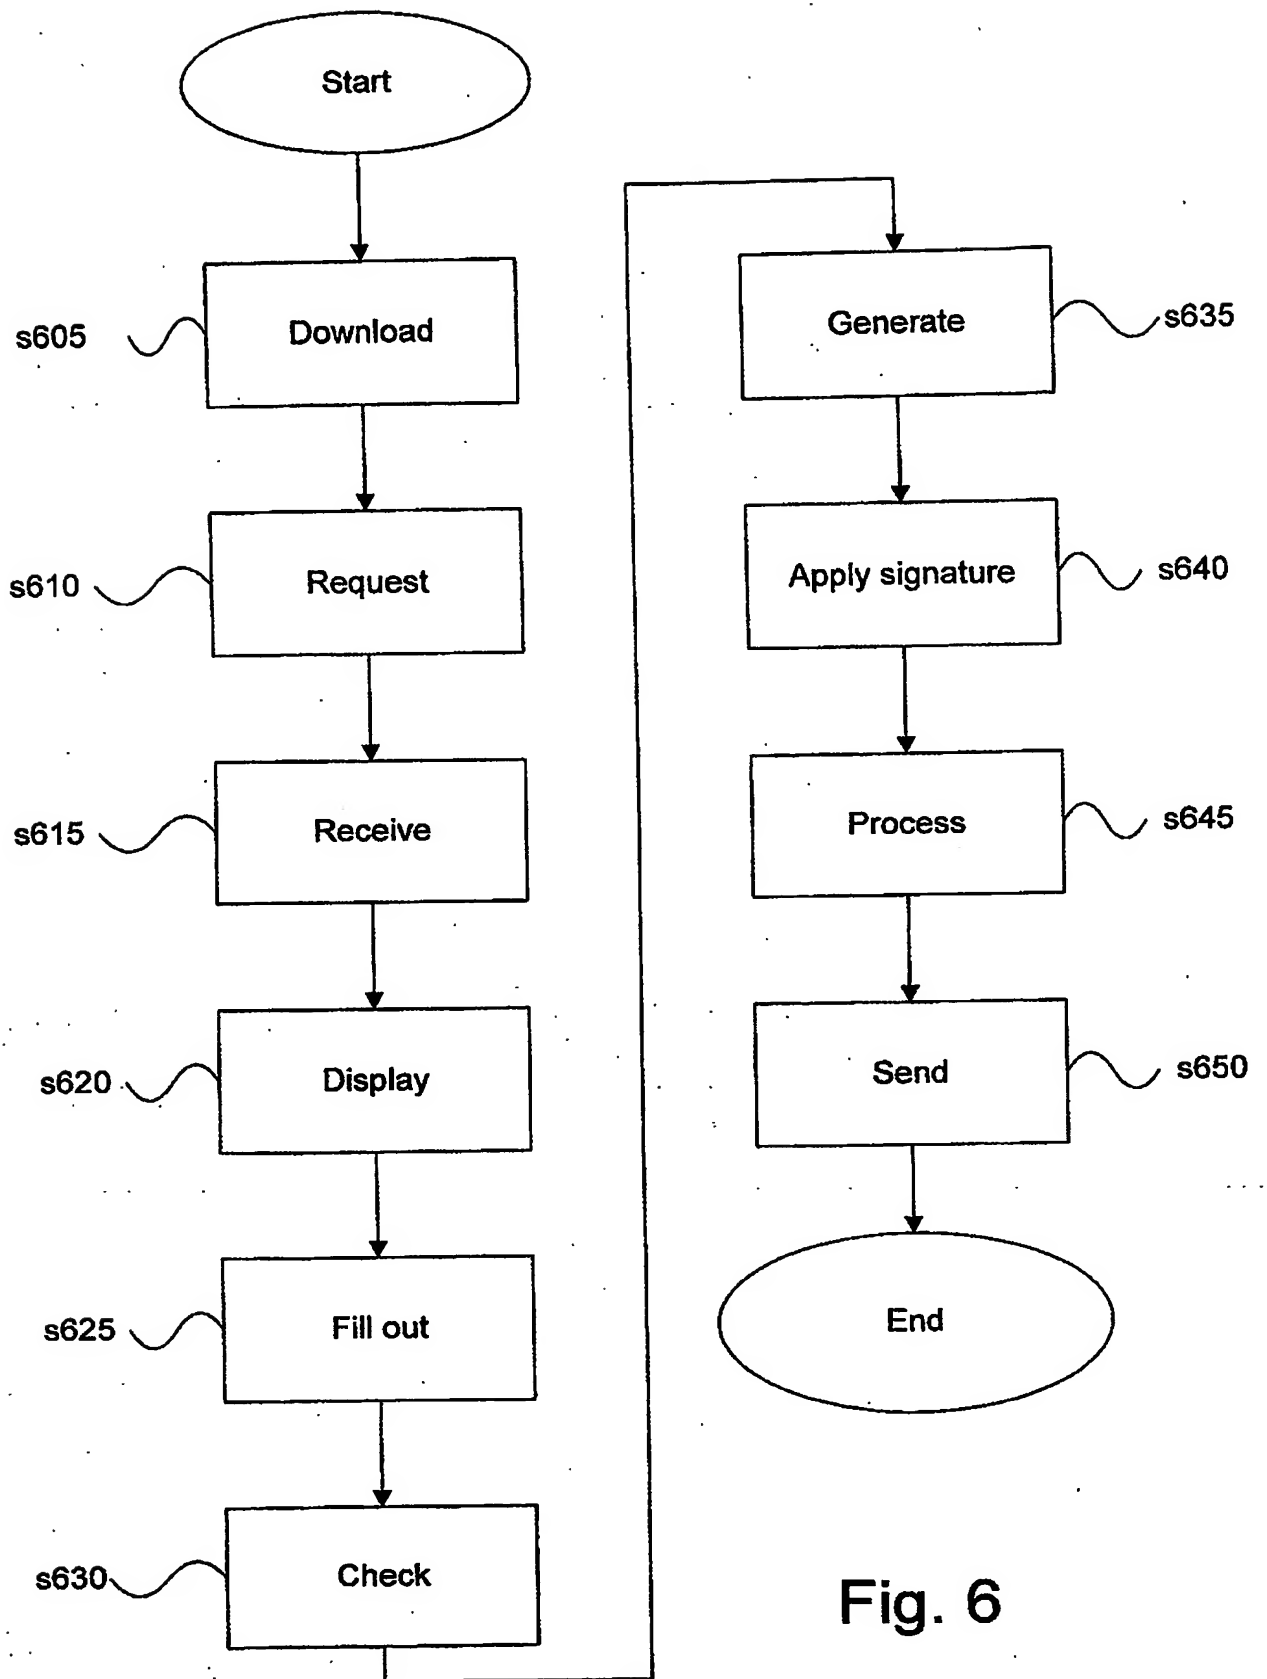 Start
s605
Download
s610
Request
s615
Receive
s620
Display
s625
Fill out
s630
Check
Generate
s635
Apply signature
s640
Process
s645
Send
s650
End
Fig. 6